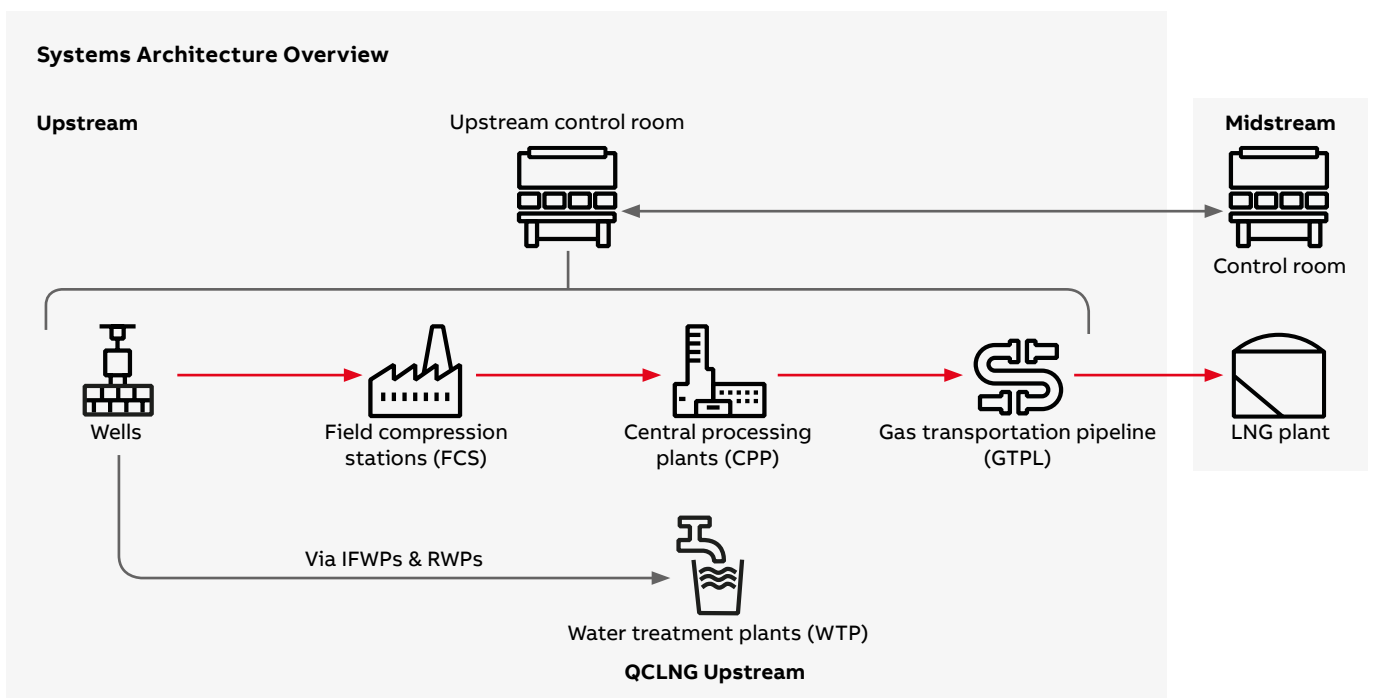 Systems Architecture Overview
Upstream
Upstream control room
Midstream
Control room
Wells
Field compression
stations (FCS)
Central processing
plants (CPP)
Gas transportation pipeline
(GTPL)
LNG plant
Via IFWPs & RWPs
Water treatment plants (WTP)
QCLNG Upstream